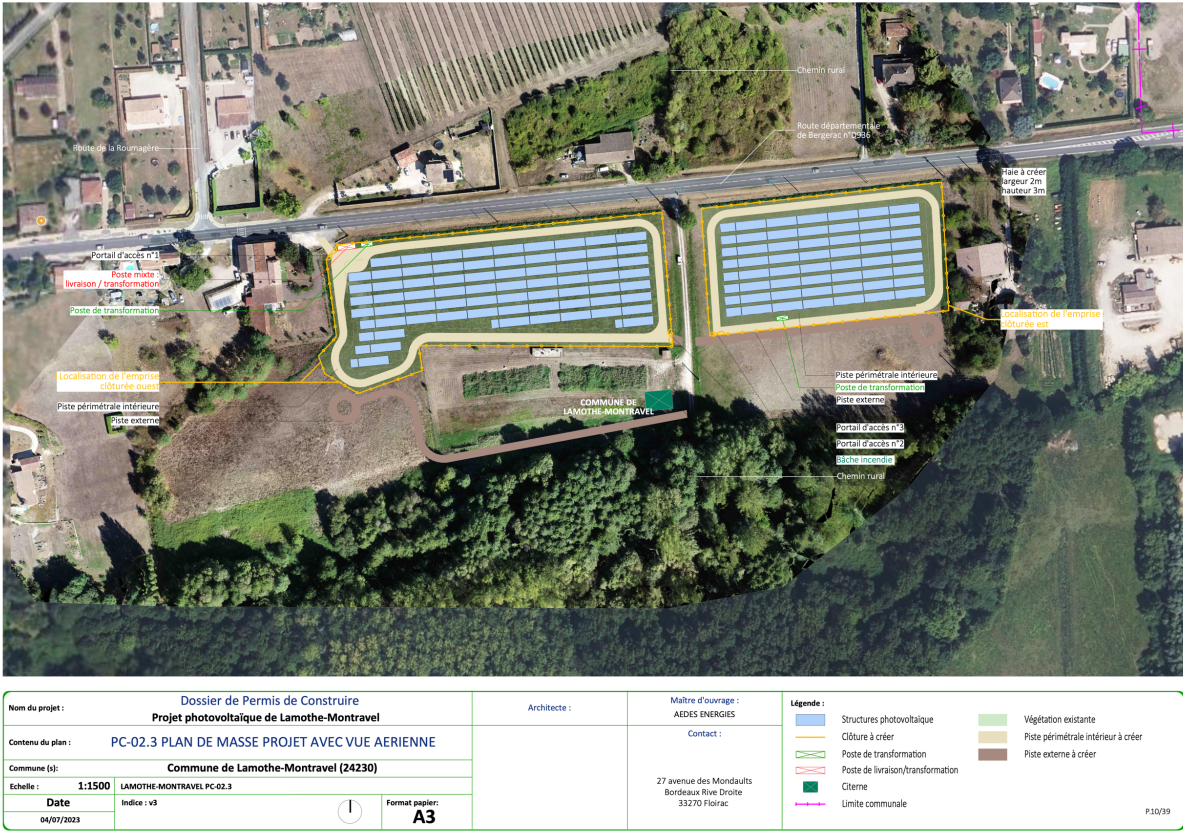 Chemin rural
Route départementale
de Bergerac n°D936
Route de la Roumagère
Haie à créer
largeur 2m
hauteur 3m
Portail d'accès n°1
Poste mixte :
livraison / transformation
Poste de transformation
Localisation de l'emprise
clôturée est
Localisation de l'emprise
clôturée ouest
Piste périmétrale intérieure
Piste externe
COMMUNE DE
LAMOTHE-MONTRAVEL
Piste périmétrale intérieure
Poste de transformation
Piste externe
Portail d'accès n°3
Portail d'accès n°2
Bâche incendie
Chemin rural
Nom du projet :
Dossier de Permis de Construire
Projet photovoltaïque de Lamothe-Montravel
Contenu du plan :
PC-02.3 PLAN DE MASSE PROJET AVEC VUE AERIENNE
Commune (s):
Commune de Lamothe-Montravel (24230)
Echelle :
1:1500
LAMOTHE-MONTRAVEL PC-02.3
Date
04/07/2023
Indice : v3
Format papier:
A3
Architecte :
Maître d'ouvrage :
AEDES ENERGIES
Contact :
27 avenue des Mondaults
Bordeaux Rive Droite
33270 Floirac
Légende :
Structures photovoltaïque
Clôture à créer
Poste de transformation
Poste de livraison/transformation
Citerne
Limite communale
Végétation existante
Piste périmétrale intérieur à créer
Piste externe à créer
P.10/39